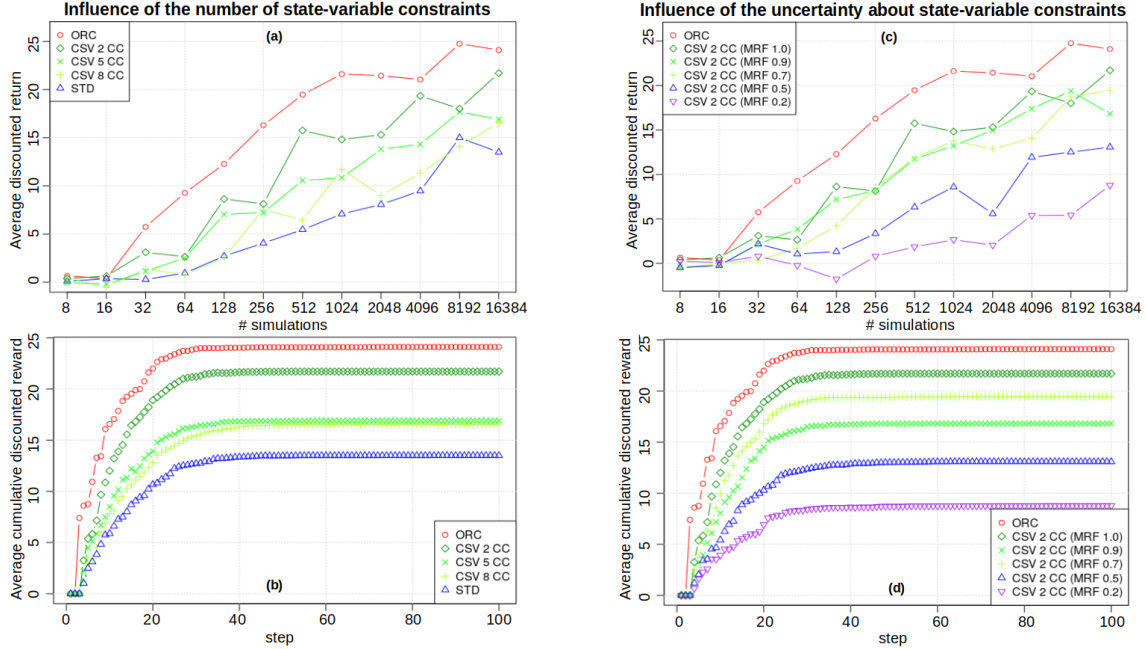 Influence of the number of state-variable constraints
(a)
ORC
CSV 2 CC
CSV 5 CC
CSV 8 CC
STD
Average discounted return
0 5 10 15 20 25
8 16 32 64 128 256 512 1024 2048 4096 8192 16384
# simulations
Influence of the uncertainty about state-variable constraints
(c)
ORC
CSV 2 CC (MRF 1.0)
CSV 2 CC (MRF 0.9)
CSV 2 CC (MRF 0.7)
CSV 2 CC (MRF 0.5)
CSV 2 CC (MRF 0.2)
Average discounted return
0 5 10 15 20 25
8 16 32 64 128 256 512 1024 2048 4096 8192 16384
# simulations
Average cumulative discounted reward
0 5 10 15 20 25
(b)
ORC
CSV 2 CC
CSV 5 CC
CSV 8 CC
STD
0 20 40 60 80 100
step
Average cumulative discounted reward
0 5 10 15 20 25
(d)
ORC
CSV 2 CC (MRF 1.0)
CSV 2 CC (MRF 0.9)
CSV 2 CC (MRF 0.7)
CSV 2 CC (MRF 0.5)
CSV 2 CC (MRF 0.2)
0 20 40 60 80 100
step